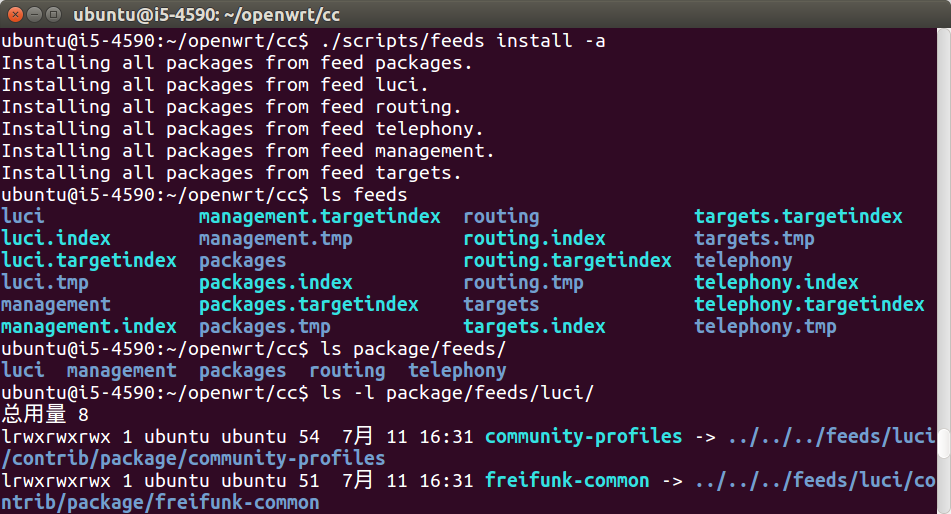 ubuntu@i5-4590: ~/openwrt/cc
ubuntu@i5-4590:~/openwrt/cc$ ./scripts/feeds install -a
Installing all packages from feed packages.
Installing all packages from feed luci.
Installing all packages from feed routing.
Installing all packages from feed telephony.
Installing all packages from feed management.
Installing all packages from feed targets.
ubuntu@i5-4590:~/openwrt/cc$ ls feeds
luci              management.targetindex  routing              targets.targetindex
luci.index        management.tmp          routing.index        targets.tmp
luci.targetindex  packages                routing.targetindex  telephony
luci.tmp          packages.index          routing.tmp          telephony.index
management        packages.targetindex    targets              telephony.targetindex
management.index  packages.tmp            targets.index        telephony.tmp
ubuntu@i5-4590:~/openwrt/cc$ ls package/feeds/
luci  management  packages  routing  telephony
ubuntu@i5-4590:~/openwrt/cc$ ls -l package/feeds/luci/
总用量 8
lrwxrwxrwx 1 ubuntu ubuntu 54  7月 11 16:31 community-profiles -> ../../../feeds/luci
/contrib/package/community-profiles
lrwxrwxrwx 1 ubuntu ubuntu 51  7月 11 16:31 freifunk-common -> ../../../feeds/luci/co
ntrib/package/freifunk-common